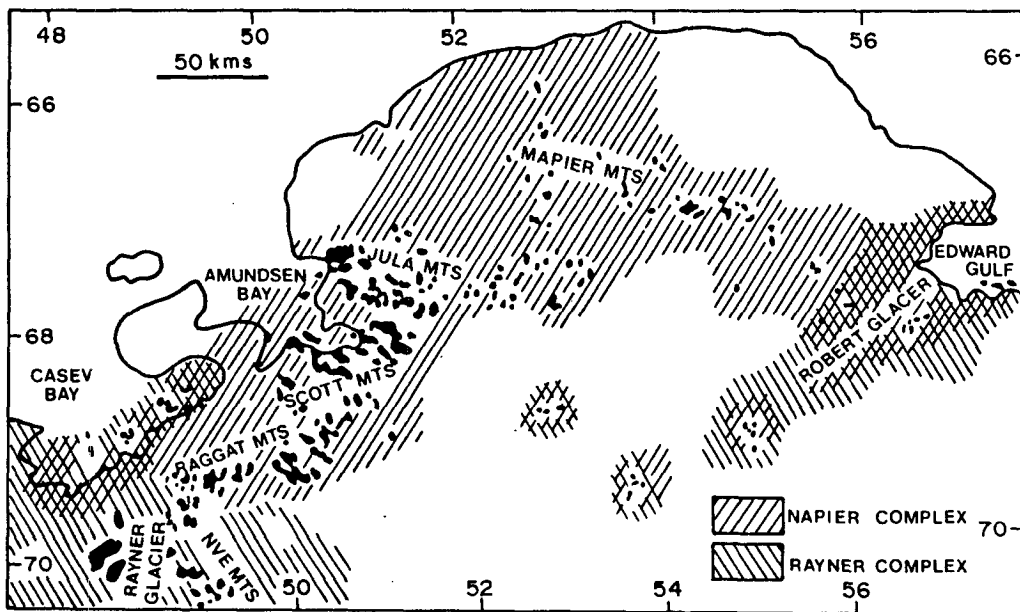 48
50
52
54
56
50 kms
66
66
MAPIER MTS
AMUNDSEN
BAY
JULA MTS
EDWARD
GULF
68
ROBERT GLACER
CASEV
BAY
SCOTT MTS
RAGGAT MTS
NAPIER COMPLEX
70
RAYNER COMPLEX
RAYNER
GLACIER
NVE MTS
70
50
52
54
56